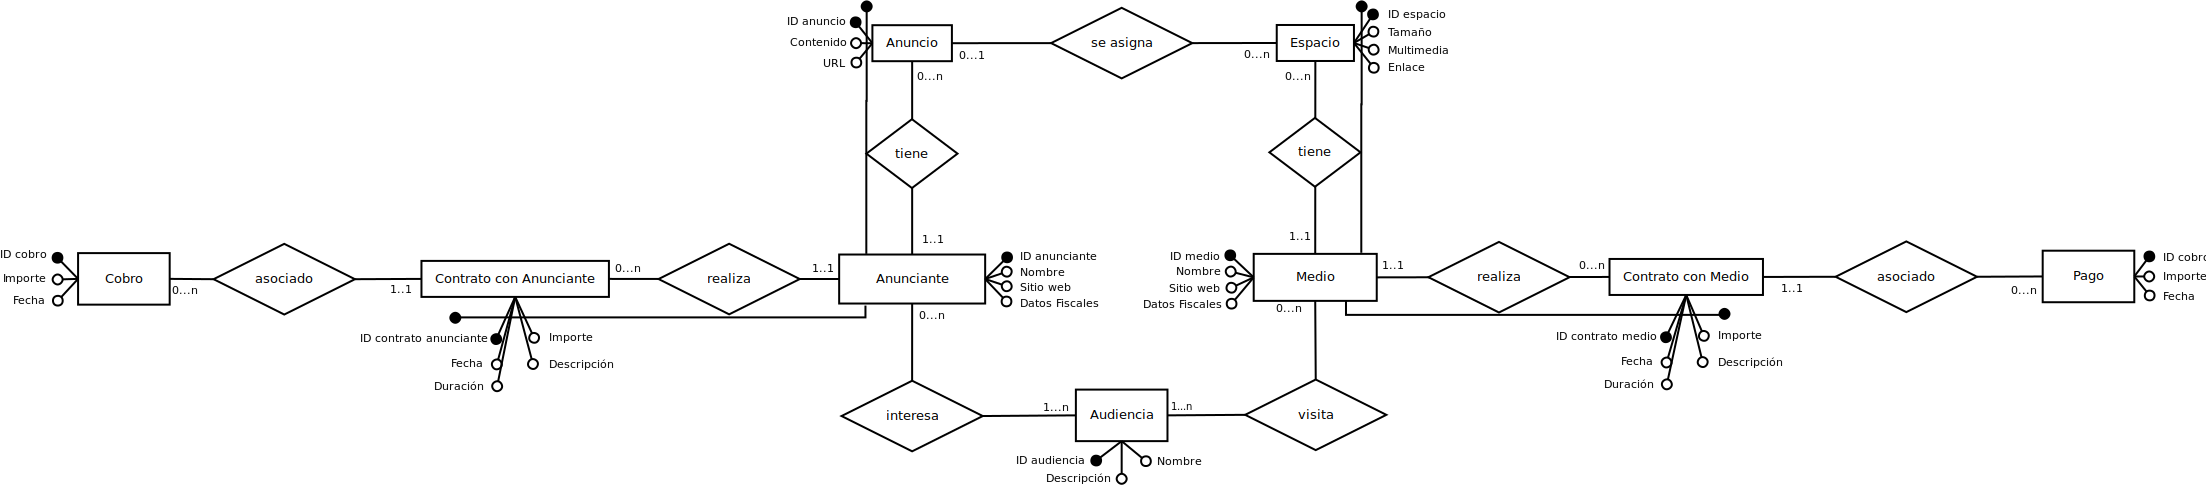 ID anuncio
Contenido
URL
Anuncio
0...1
se asigna
0...n
Espacio
ID espacio
Tamaño
Multimedia
Enlace
0...n
0...n
tiene
tiene
1..1
1..1
ID cobro
Importe
Fecha
Cobro
0...n
asociado
1..1
Contrato con Anunciante
0...n
realiza
1..1
Anunciante
ID anunciante
Nombre
Sitio web
Datos Fiscales
ID medio
Nombre
Sitio web
Datos Fiscales
Medio
1..1
realiza
0...n
Contrato con Medio
1..1
asociado
0...n
Pago
ID cobro
Importe
Fecha
0...n
0...n
ID contrato anunciante
Fecha
Duración
Importe
Descripción
ID contrato medio
Fecha
Duración
Importe
Descripción
interesa
1...n
Audiencia
1...n
visita
ID audiencia
Descripción
Nombre